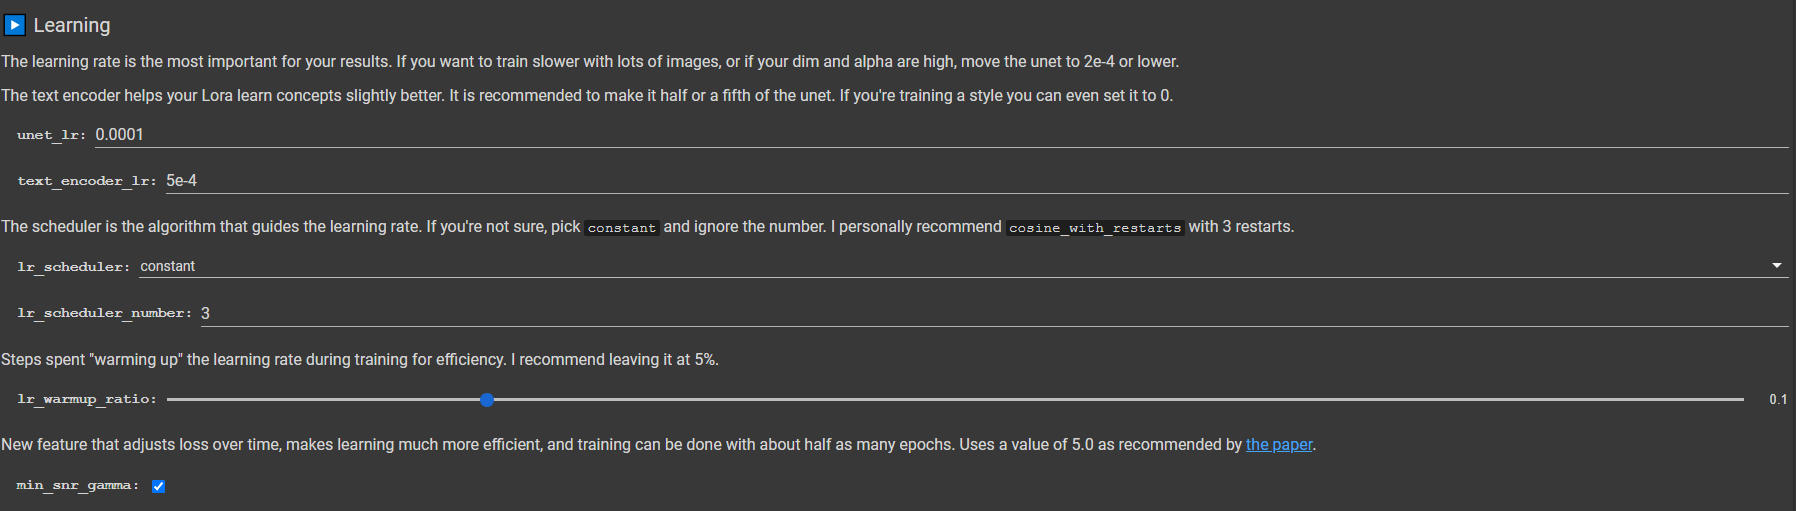 Learning
The learning rate is the most important for your results. If you want to train slower with lots of images, or if your dim and alpha are high, move the unet to 2e-4 or lower.
The text encoder helps your Lora learn concepts slightly better. It is recommended to make it half or a fifth of the unet. If you're training a style you can even set it to 0.
unet_lr: 0.0001
text_encoder_lr: 5e-4
The scheduler is the algorithm that guides the learning rate. If you're not sure, pick constant and ignore the number. I personally recommend cosine_with_restarts with 3 restarts.
lr_scheduler: constant
lr_scheduler_number: 3
Steps spent "warming up" the learning rate during training for efficiency. I recommend leaving it at 5%.
lr_warmup_ratio: 0.1
New feature that adjusts loss over time, makes learning much more efficient, and training can be done with about half as many epochs. Uses a value of 5.0 as recommended by the paper.
min_snr_gamma: